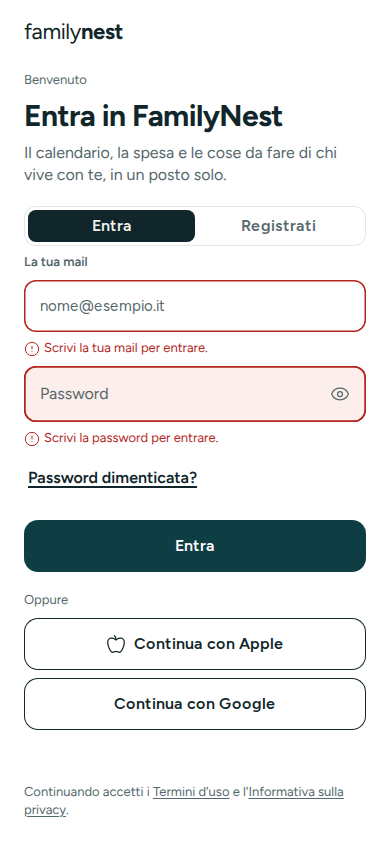 familynest
Benvenuto
Entra in FamilyNest
Il calendario, la spesa e le cose da fare di chi
vive con te, in un posto solo.
Entra
Registrati
La tua mail
nome@esempio.it
Scrivi la tua mail per entrare.
Password
Scrivi la password per entrare.
Password dimenticata?
Entra
Oppure
Continua con Apple
Continua con Google
Continuando accetti i Termini d'uso e l'Informativa sulla
privacy.